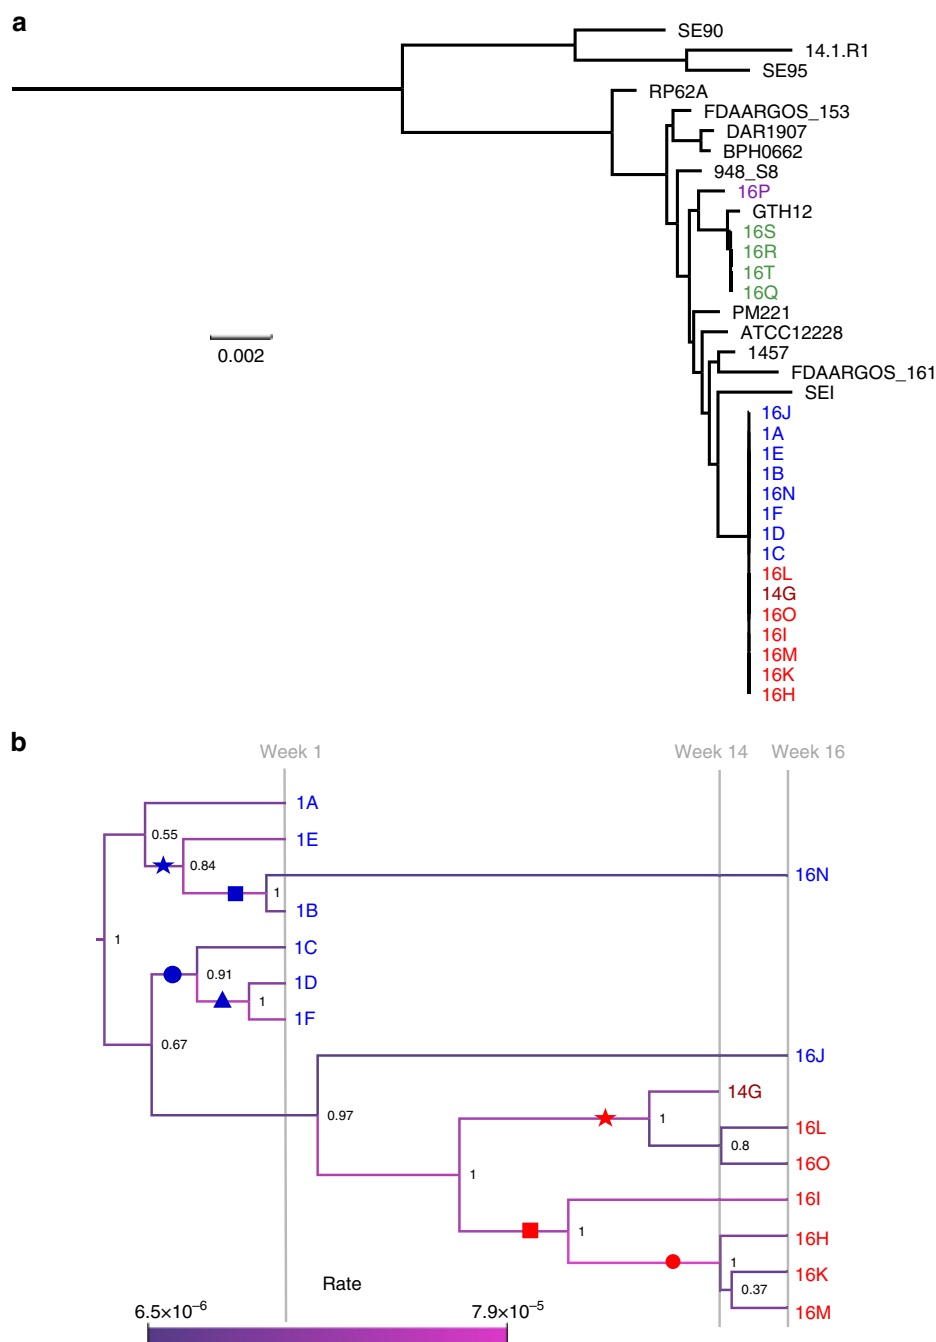 a
SE90
14.1.R1
SE95
RP62A
FDAARGOS_153
DAR1907
BPH0662
948_S8
16P
GTH12
16S
16R
16T
16Q
PM221
ATCC12228
1457
FDAARGOS_161
SEI
16J
1A
1E
1B
16N
1F
1D
1C
16L
14G
16O
16I
16M
16K
16H
0.002
b
Week 1 Week 14 Week 16
1A
0.55
1E
0.84
16N
1
1B
1
1C
0.91
1D
1
1F
0.67
16J
14G
0.97
1
16L
0.8
16O
1
16I
1
16H
1
16K
0.37
16M
Rate
6.5×10⁻⁶ 7.9×10⁻⁵